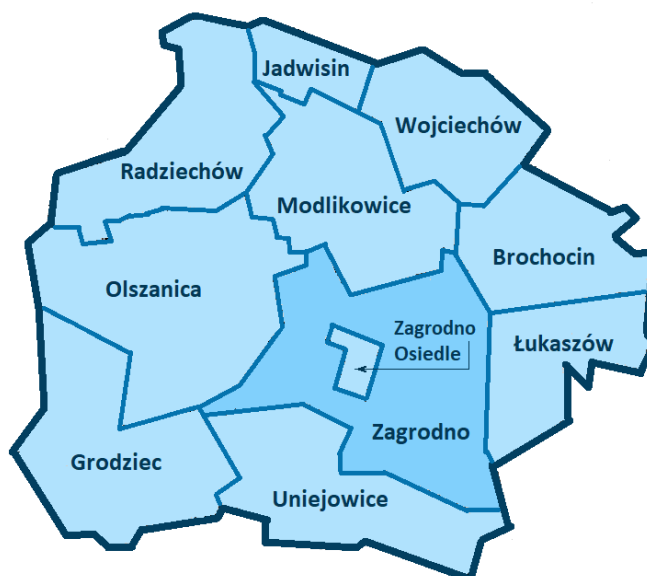 Jadwisin
Wojciechów
Radziechów
Modlikowice
Brochocin
Olszanica
Zagrodno
Osiedle
Łukaszów
Zagrodno
Grodziec
Uniejowice